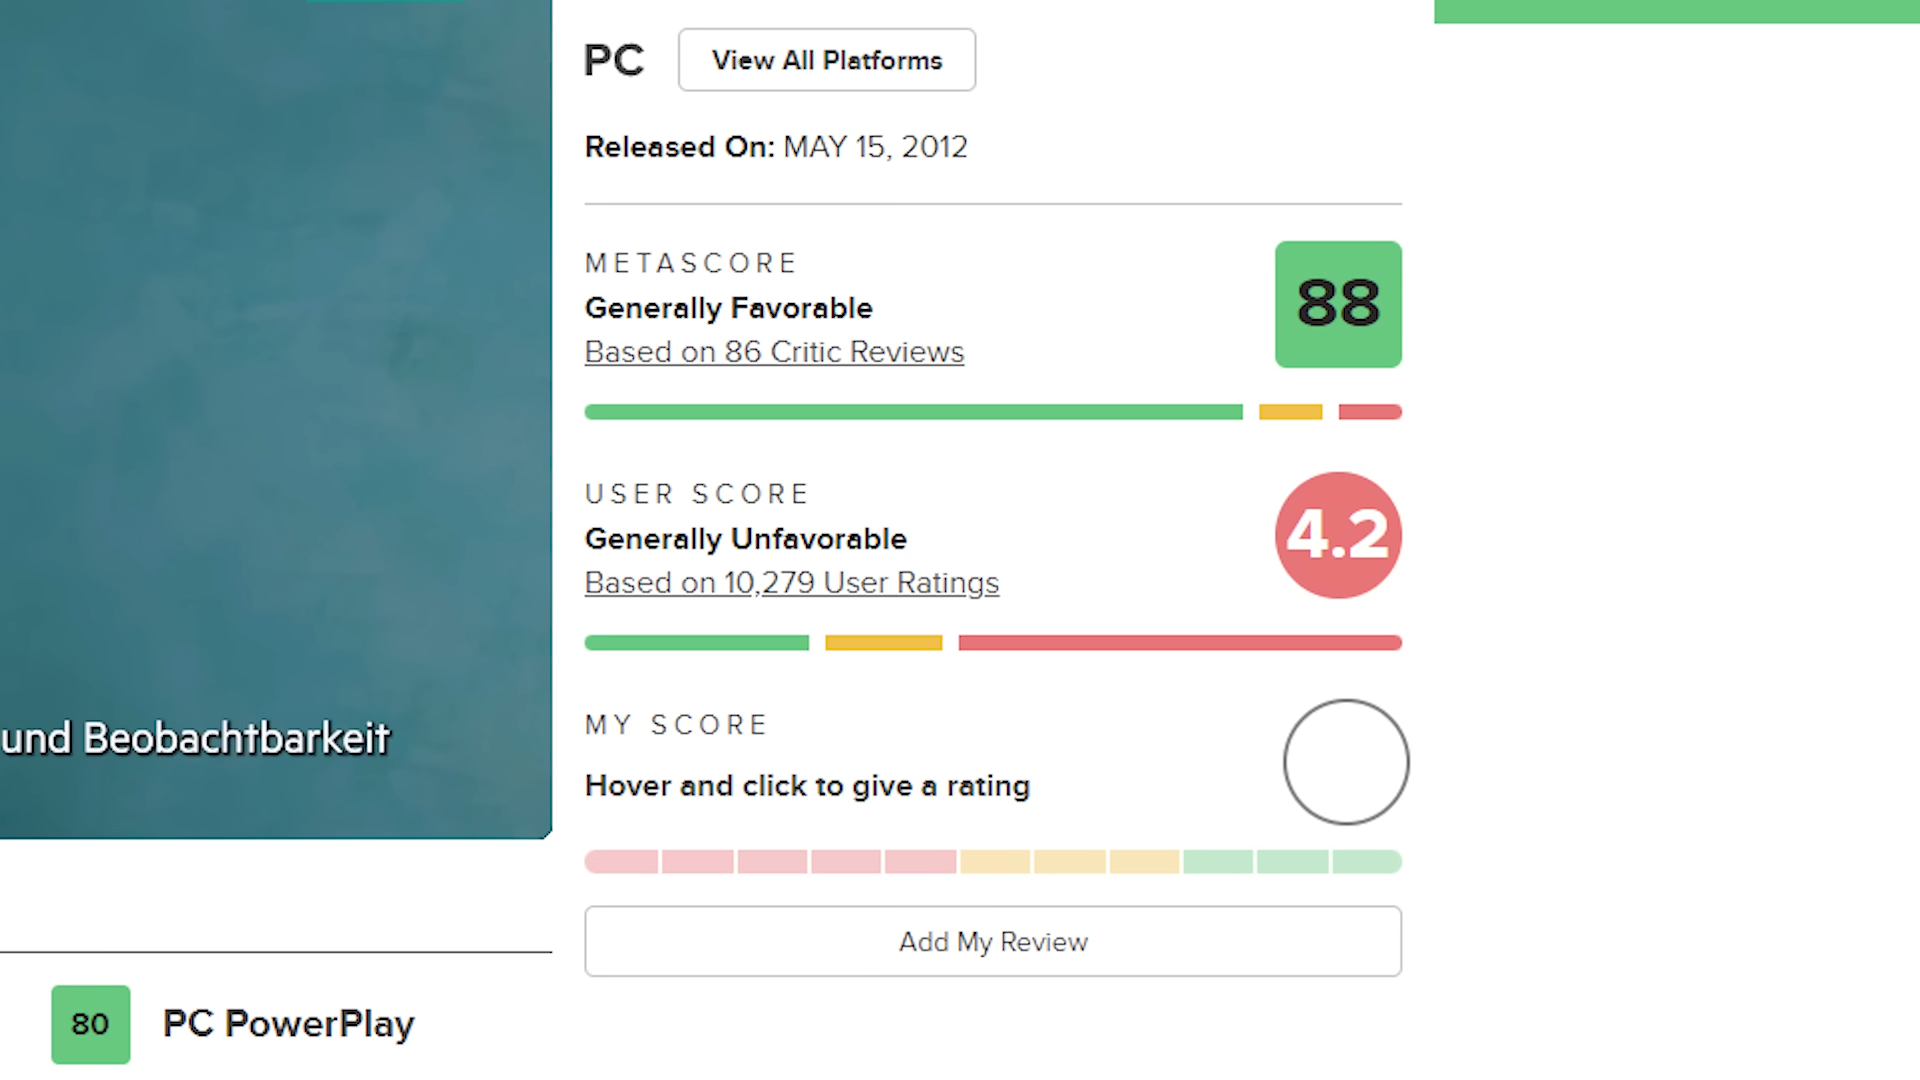 PC
View All Platforms
Released On: MAY 15, 2012
METASCORE
Generally Favorable
Based on 86 Critic Reviews
88
USER SCORE
Generally Unfavorable
Based on 10,279 User Ratings
4.2
MY SCORE
Hover and click to give a rating
Add My Review
und Beobachtbarkeit
80
PC PowerPlay